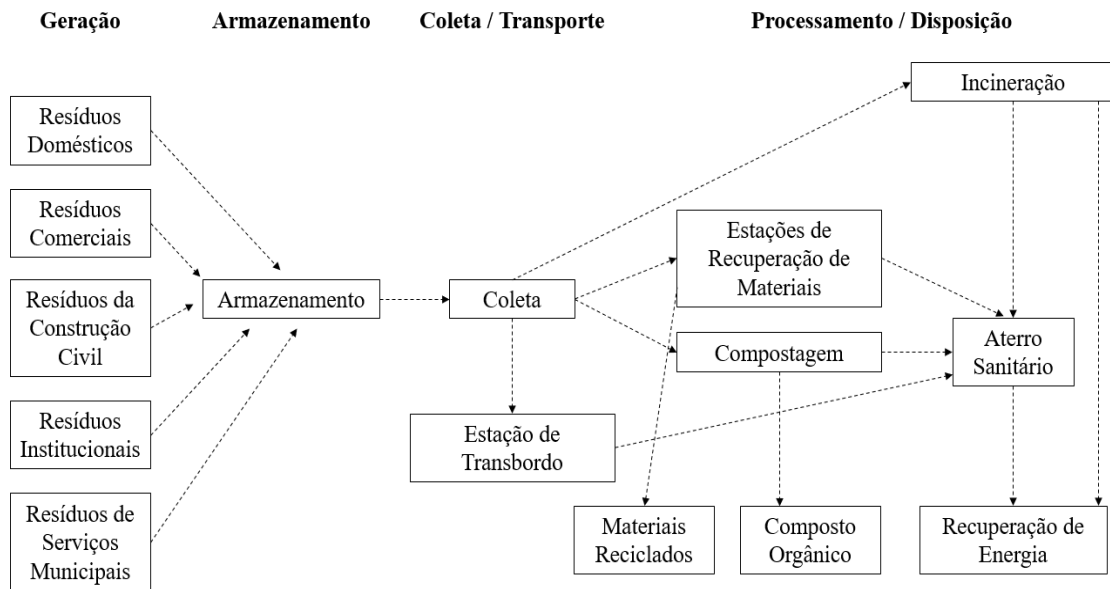 Geração
Armazenamento
Coleta / Transporte
Processamento / Disposição
Incineração
Resíduos
Domésticos
Resíduos
Comerciais
Resíduos da
Construção
Civil
Resíduos
Institucionais
Resíduos de
Serviços
Municipais
Armazenamento
Coleta
Estação de
Transbordo
Estações de
Recuperação de
Materiais
Compostagem
Aterro
Sanitário
Materiais
Reciclados
Composto
Orgânico
Recuperação de
Energia